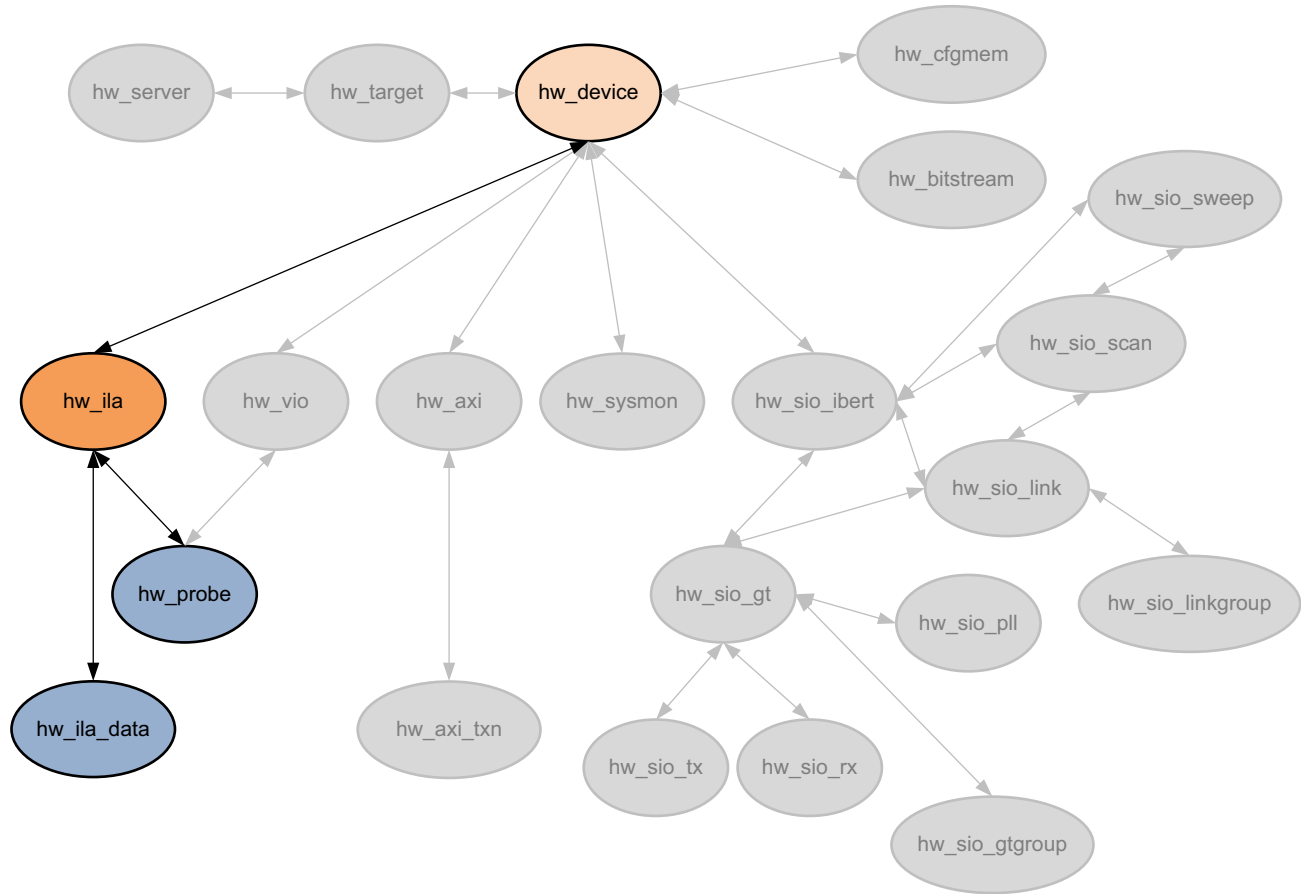 hw_server
hw_target
hw_device
hw_cfgmem
hw_bitstream
hw_sio_sweep
hw_sio_scan
hw_ila
hw_vio
hw_axi
hw_sysmon
hw_sio_ibert
hw_sio_link
hw_probe
hw_sio_gt
hw_sio_pll
hw_sio_linkgroup
hw_ila_data
hw_axi_txn
hw_sio_tx
hw_sio_rx
hw_sio_gtgroup